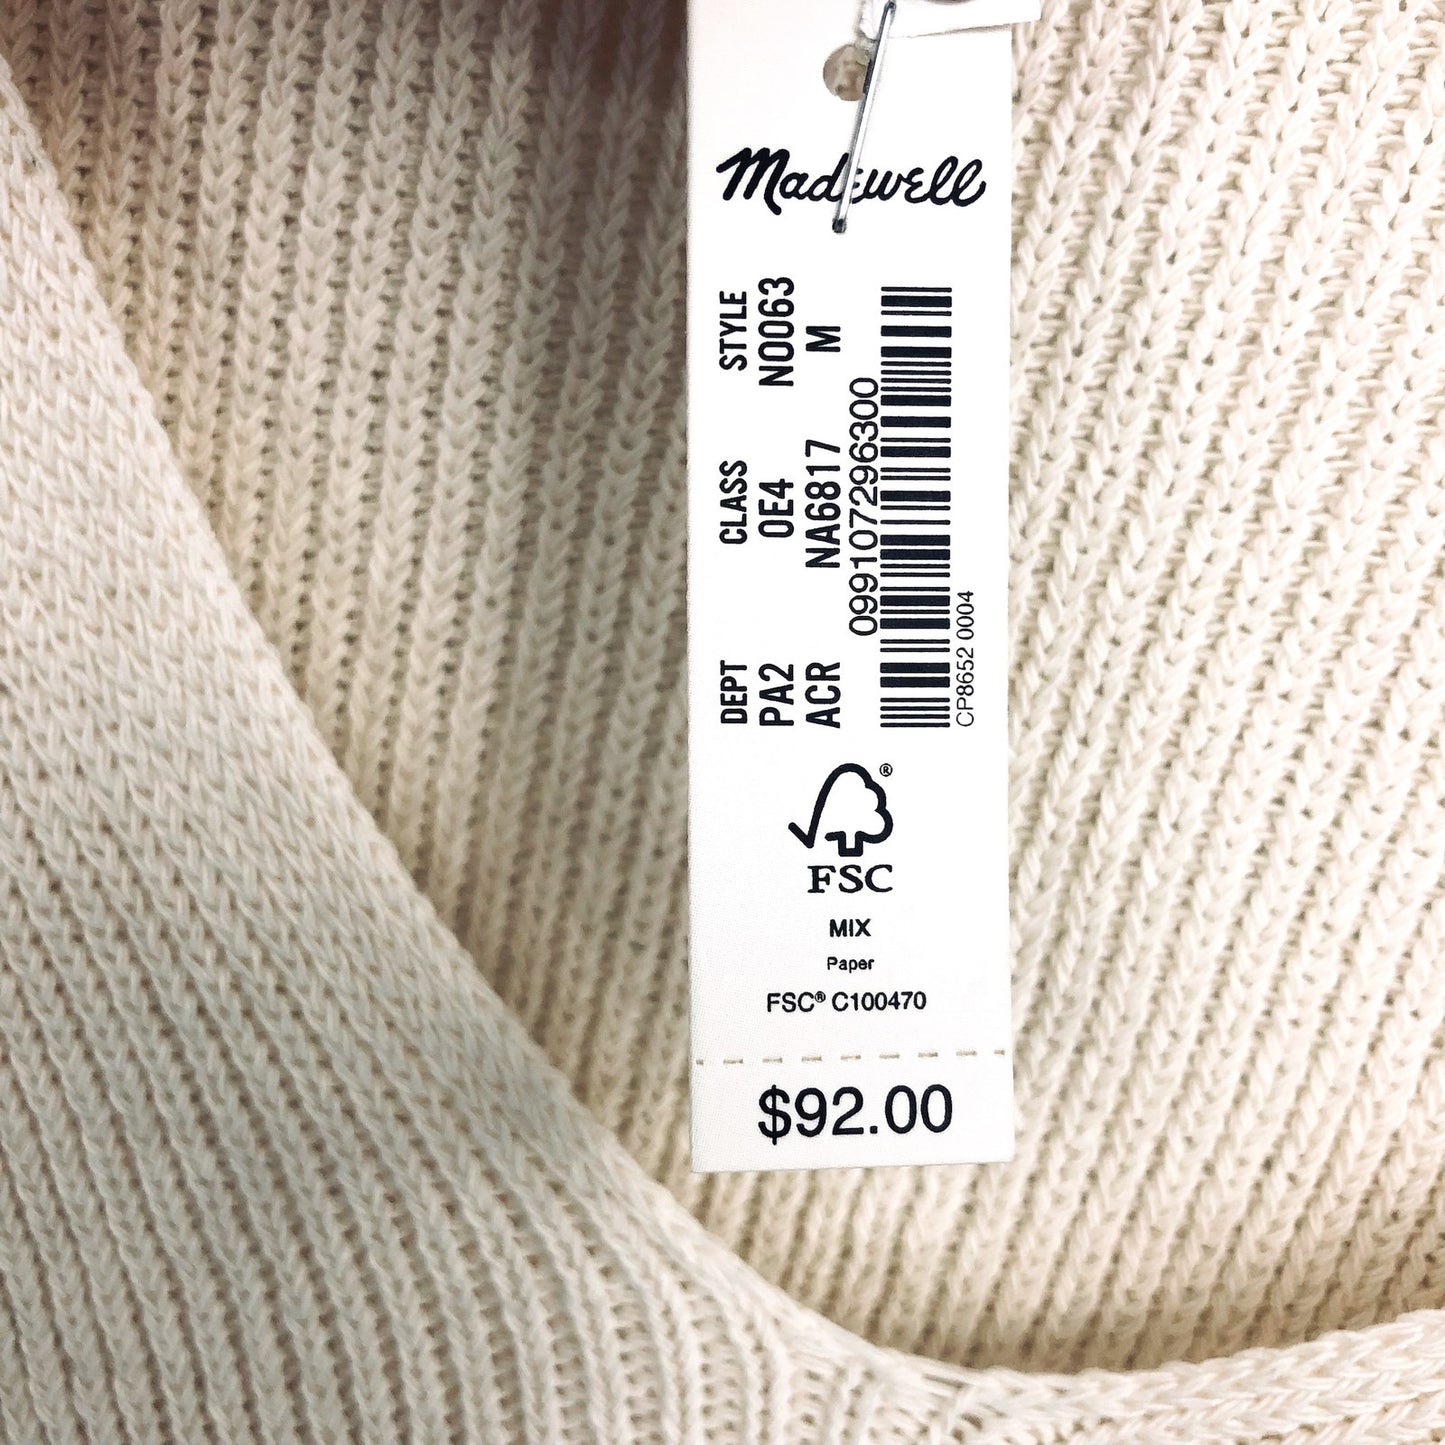 Madewell
DEPT CLASS STYLE
PA2 0E4 N0063
ACR NA6817 M
099107296300
CP8652 0004
®
FSC
MIX
Paper
FSC® C100470
$92.00